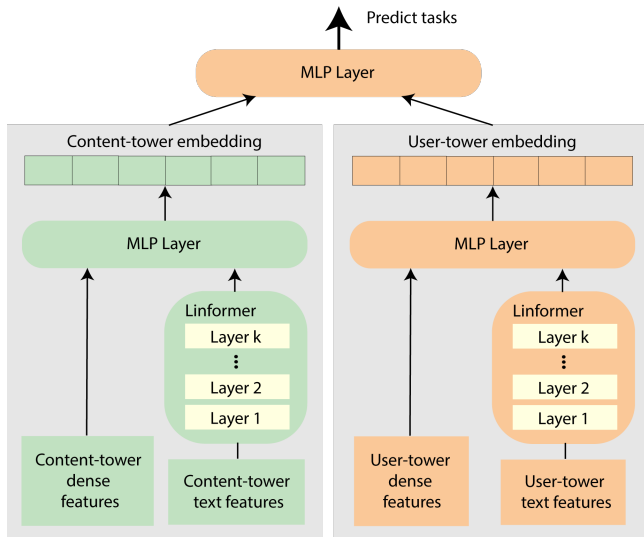 Predict tasks
MLP Layer
Content-tower embedding
MLP Layer
Linformer
Layer k
Layer 2
Layer 1
Content-tower
dense
features
Content-tower
text features
User-tower embedding
MLP Layer
Linformer
Layer k
Layer 2
Layer 1
User-tower
dense
features
User-tower
text features